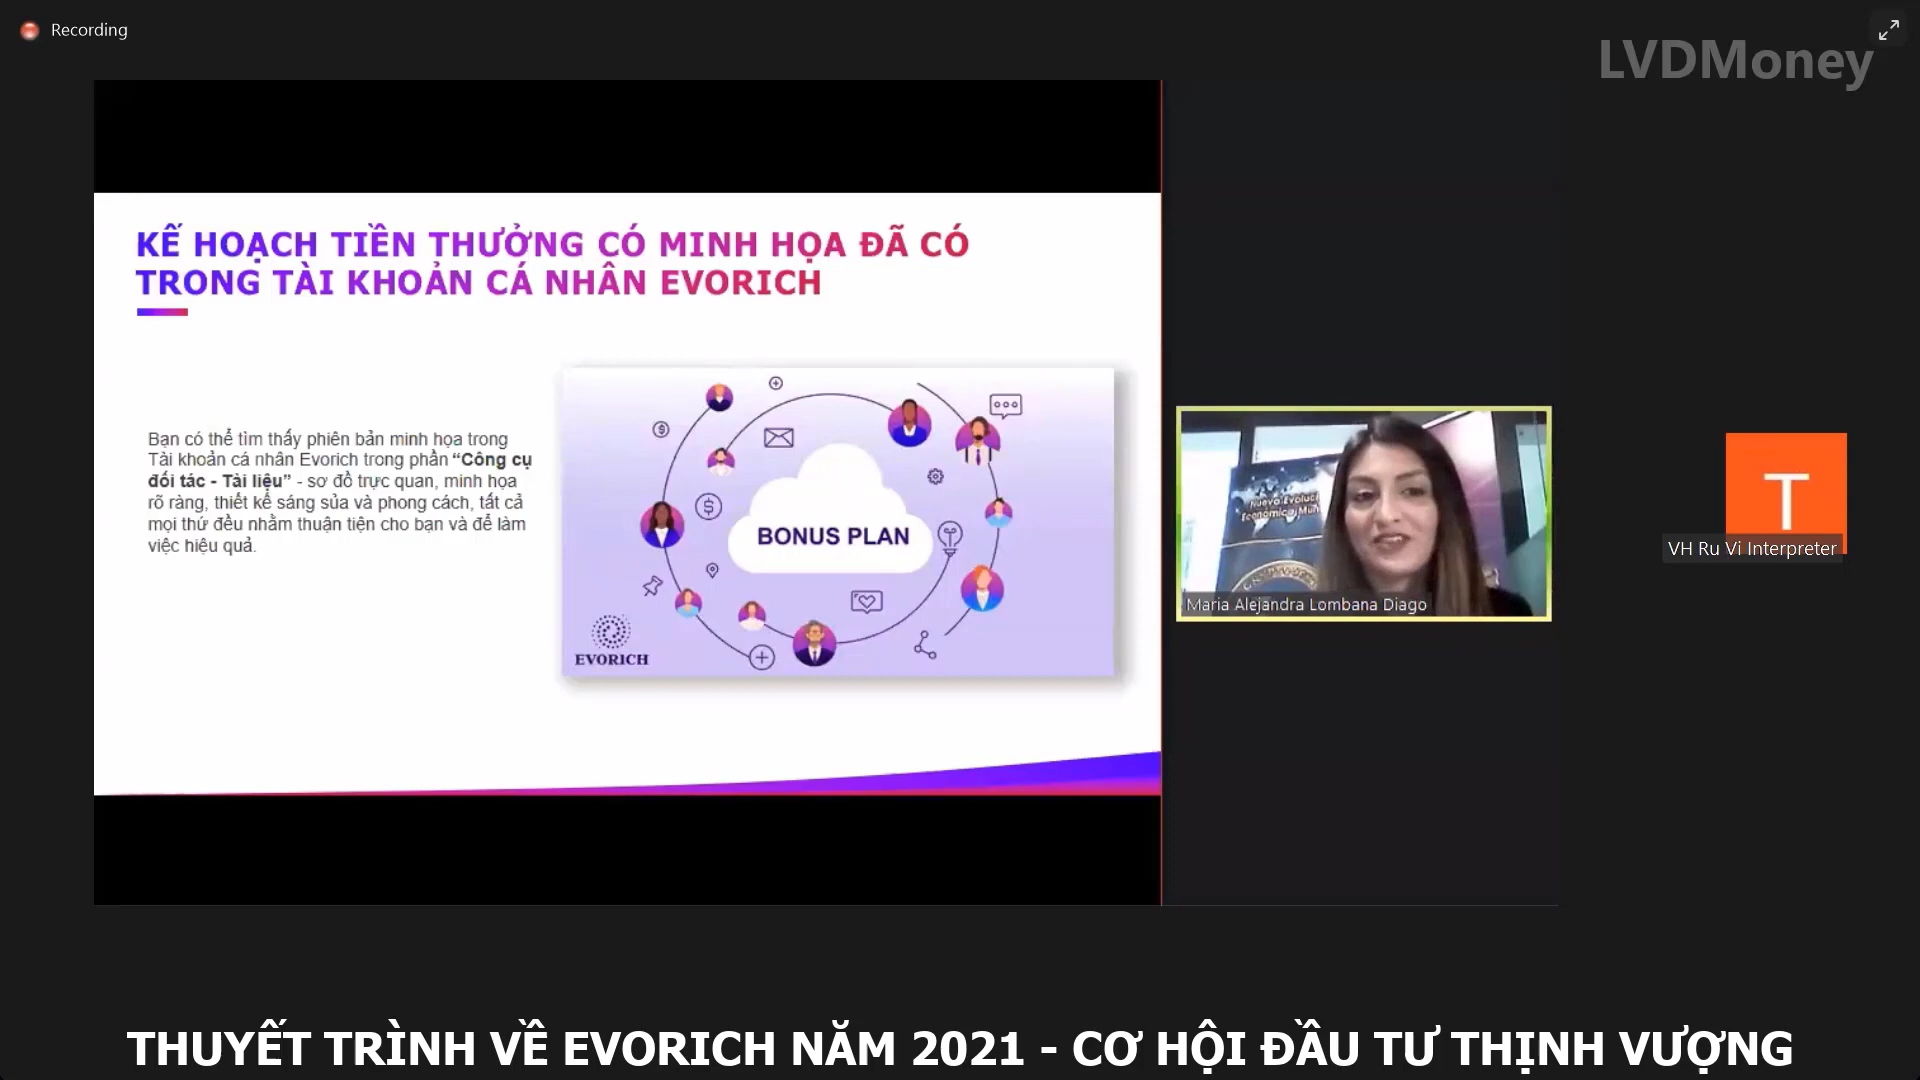 Recording
LVDMoney
KẾ HOẠCH TIỀN THƯỞNG CÓ MINH HỌA ĐÃ CÓ
TRONG TÀI KHOẢN CÁ NHÂN EVORICH
Bạn có thể tìm thấy phiên bản minh họa trong
Tài khoản cá nhân Evorich trong phần “Công cụ
đối tác - Tài liệu” - sơ đồ trực quan, minh họa
rõ ràng, thiết kế sáng sủa và phong cách, tất cả
mọi thứ đều nhằm thuận tiện cho bạn và để làm
việc hiệu quả.
BONUS PLAN
EVORICH
Nueva Evoluci
Económica Mun
Maria Alejandra Lombana Diago
T
VH Ru Vi Interpreter
THUYẾT TRÌNH VỀ EVORICH NĂM 2021 - CƠ HỘI ĐẦU TƯ THỊNH VƯỢNG